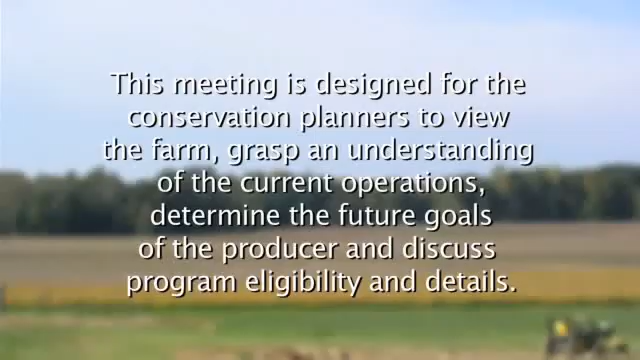 This meeting is designed for the
conservation planners to view
the farm, grasp an understanding
of the current operations,
determine the future goals
of the producer and discuss
program eligibility and details.